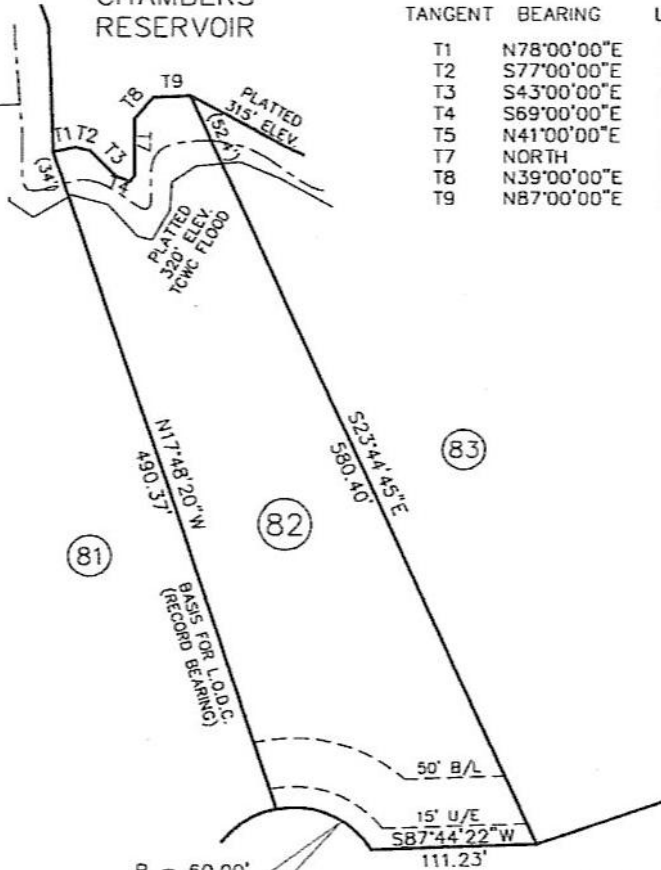 CHAMBERS
RESERVOIR
TANGENT BEARING
T1 N78°00'00"E
T2 S77°00'00"E
T3 S43°00'00"E
T4 S69°00'00"E
T5 N41°00'00"E
T7 NORTH
T8 N39°00'00"E
T9 N87°00'00"E
T9
T8
PLATTED
315' ELEV.
T1 T2
T3
T4
(34')
PLATTED
320' ELEV.
TCWC FLOOD
N17°48'20"W
490.37'
S23°44'45"E
580.40'
83
82
81
BASIS FOR L.O.D.C.
(RECORD BEARING)
50' B/L
15' U/E
S87°44'22"W
111.23'